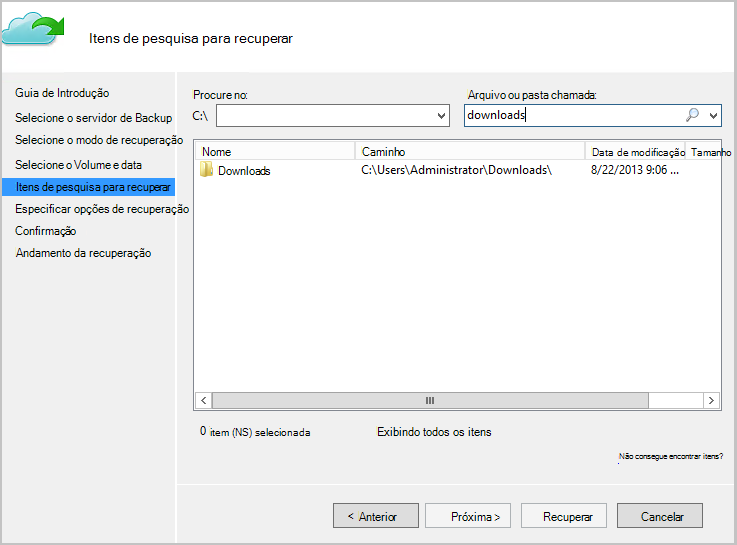 Itens de pesquisa para recuperar
Guia de Introdução
Selecione o servidor de Backup
Selecione o modo de recuperação
Selecione o Volume e data
Itens de pesquisa para recuperar
Especificar opções de recuperação
Confirmação
Andamento da recuperação
Procure no:
Arquivo ou pasta chamada:
C:\
downloads
Nome Caminho Data de modificação Tamanho
Downloads C:\Users\Administrator\Downloads\ 8/22/2013 9:06 ...
0 item (NS) selecionada Exibindo todos os itens
Não consegue encontrar itens?
< Anterior Próxima > Recuperar Cancelar